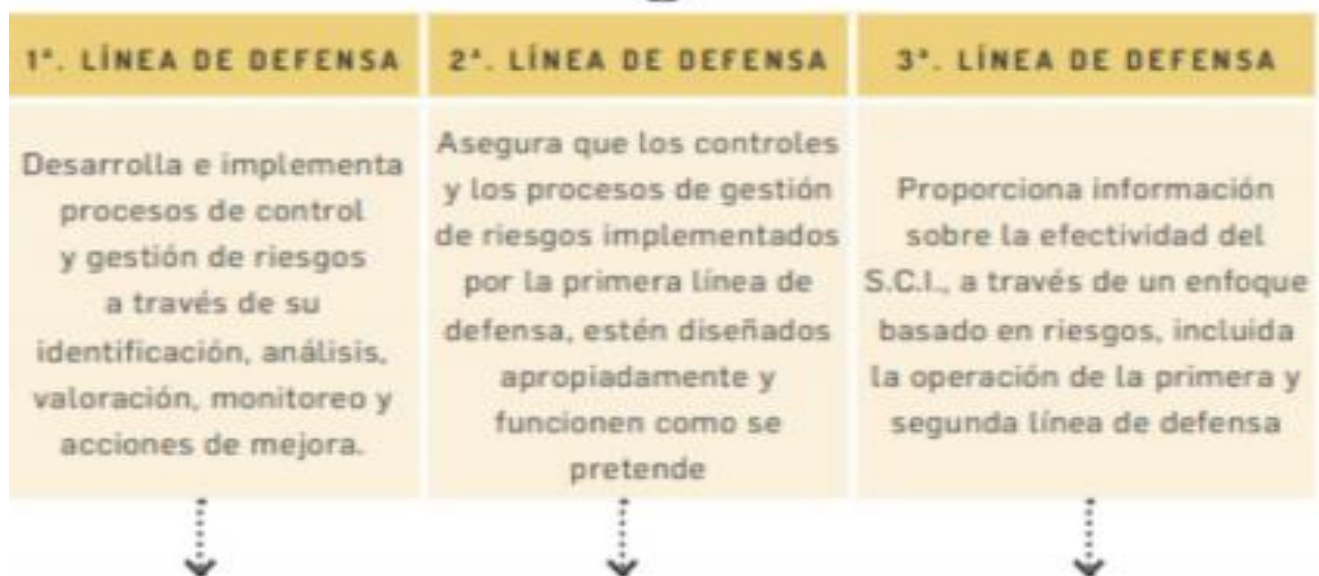 1ª. LÍNEA DE DEFENSA
Desarrolla e implementa
procesos de control
y gestión de riesgos
a través de su
identificación, análisis,
valoración, monitoreo y
acciones de mejora.
2ª. LÍNEA DE DEFENSA
Asegura que los controles
y los procesos de gestión
de riesgos implementados
por la primera línea de
defensa, estén diseñados
apropiadamente y
funcionen como se
pretende
3ª. LÍNEA DE DEFENSA
Proporciona información
sobre la efectividad del
S.C.I., a través de un enfoque
basado en riesgos, incluida
la operación de la primera y
segunda línea de defensa